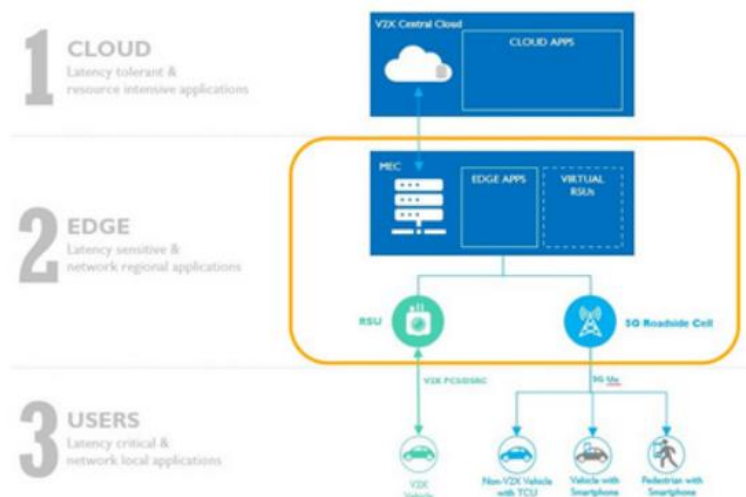 1
CLOUD
Latency tolerant &
resource intensive applications
V2X Central Cloud
CLOUD APPS
2
EDGE
Latency sensitive &
network regional applications
MEC
EDGE APPS
VIRTUAL
RSUs
RSU
5G Roadside Cell
V2X PC5/DSRC
5G Uu
3
USERS
Latency critical &
network local applications
V2X
Vehicle
Non-V2X Vehicle
with TCU
Vehicle with
Smartphone
Pedestrian with
Smartphone